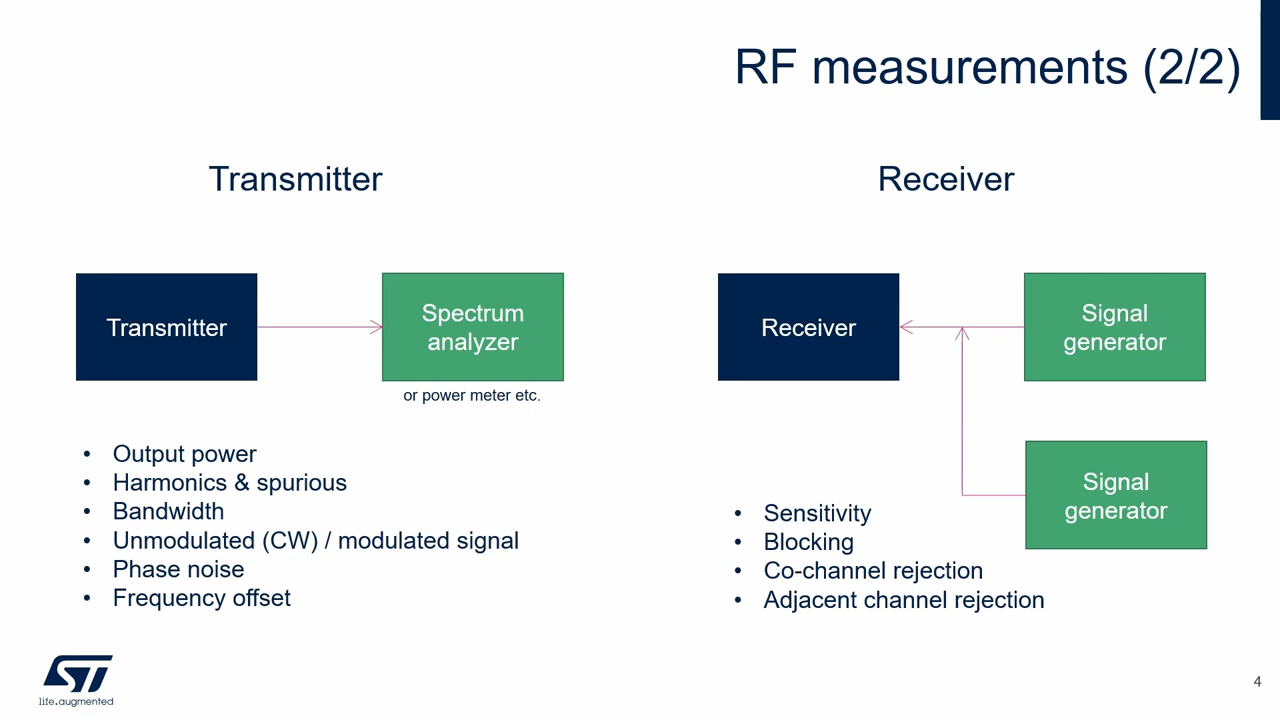 RF measurements (2/2)
Transmitter
Transmitter
Spectrum
analyzer
or power meter etc.
• Output power
• Harmonics & spurious
• Bandwidth
• Unmodulated (CW) / modulated signal
• Phase noise
• Frequency offset
Receiver
Receiver
Signal
generator
Signal
generator
• Sensitivity
• Blocking
• Co-channel rejection
• Adjacent channel rejection
ST
life.augmented
4